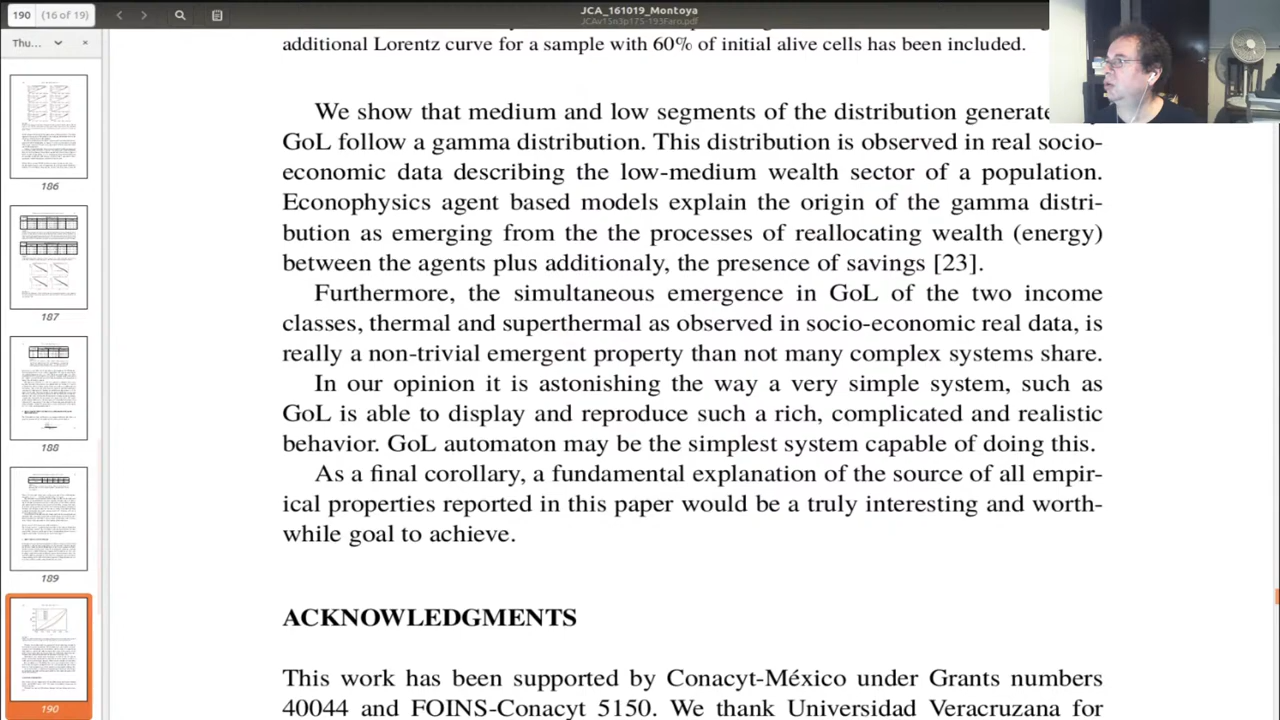 190 (16 of 19)
JCA_161019_Montoya
JCAv15n3p175-193Faro.pdf
Thu...
additional Lorentz curve for a sample with 60% of initial alive cells has been included.
We show that medium and low segments of the distribution generate
GoL follow a gamma distribution. This distribution is observed in real socio-
economic data describing the low-medium wealth sector of a population.
Econophysics agent based models explain the origin of the gamma distri-
bution as emerging from the the processes of reallocating wealth (energy)
between the agents plus additionaly, the presence of savings [23].
Furthermore, the simultaneous emergence in GoL of the two income
classes, thermal and superthermal as observed in socio-economic real data, is
really a non-trivial emergent property than not many complex systems share.
In our opinion it is astonishing the way a very simple system, such as
GoL is able to display and reproduce such a rich, complicated and realistic
behavior. GoL automaton may be the simplest system capable of doing this.
As a final corollary, a fundamental explanation of the source of all empir-
ical properties reported in this paper would be a truly interesting and worth-
while goal to achieve.
ACKNOWLEDGMENTS
This work has been supported by Conacyt-México under Grants numbers
40044 and FOINS-Conacyt 5150. We thank Universidad Veracruzana for
186
187
188
189
190